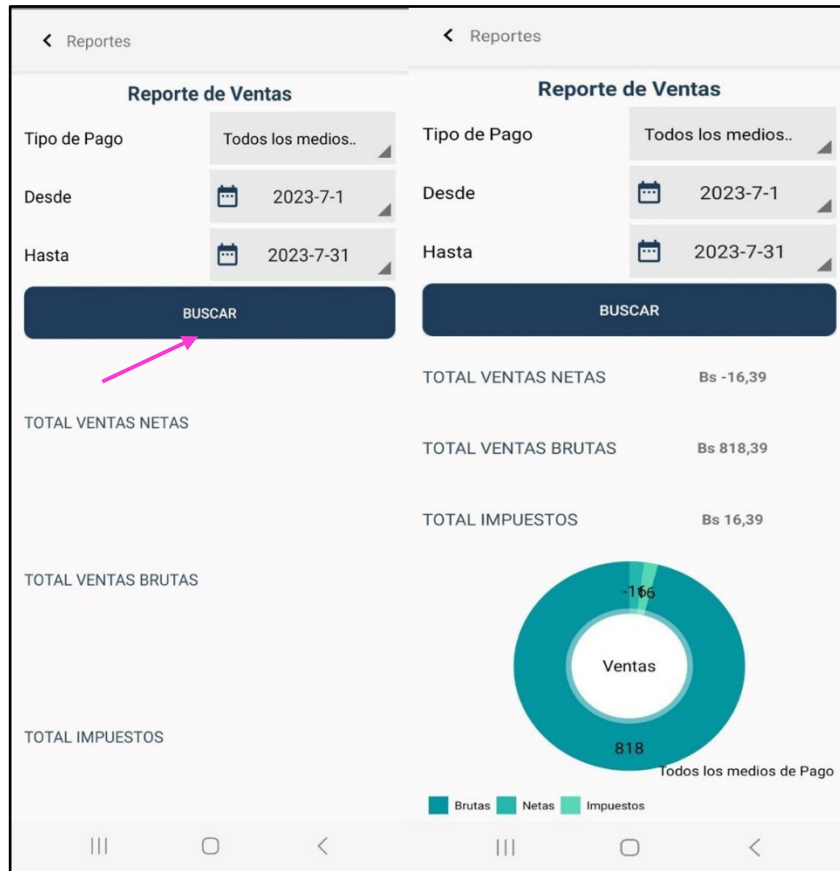 Reportes
Reporte de Ventas
Tipo de Pago Todos los medios..
Desde 2023-7-1
Hasta 2023-7-31
BUSCAR
TOTAL VENTAS NETAS
TOTAL VENTAS BRUTAS
TOTAL IMPUESTOS
Reportes
Reporte de Ventas
Tipo de Pago Todos los medios..
Desde 2023-7-1
Hasta 2023-7-31
BUSCAR
TOTAL VENTAS NETAS Bs -16,39
TOTAL VENTAS BRUTAS Bs 818,39
TOTAL IMPUESTOS Bs 16,39
-16 16
Ventas
818
Todos los medios de Pago
Brutas Netas Impuestos